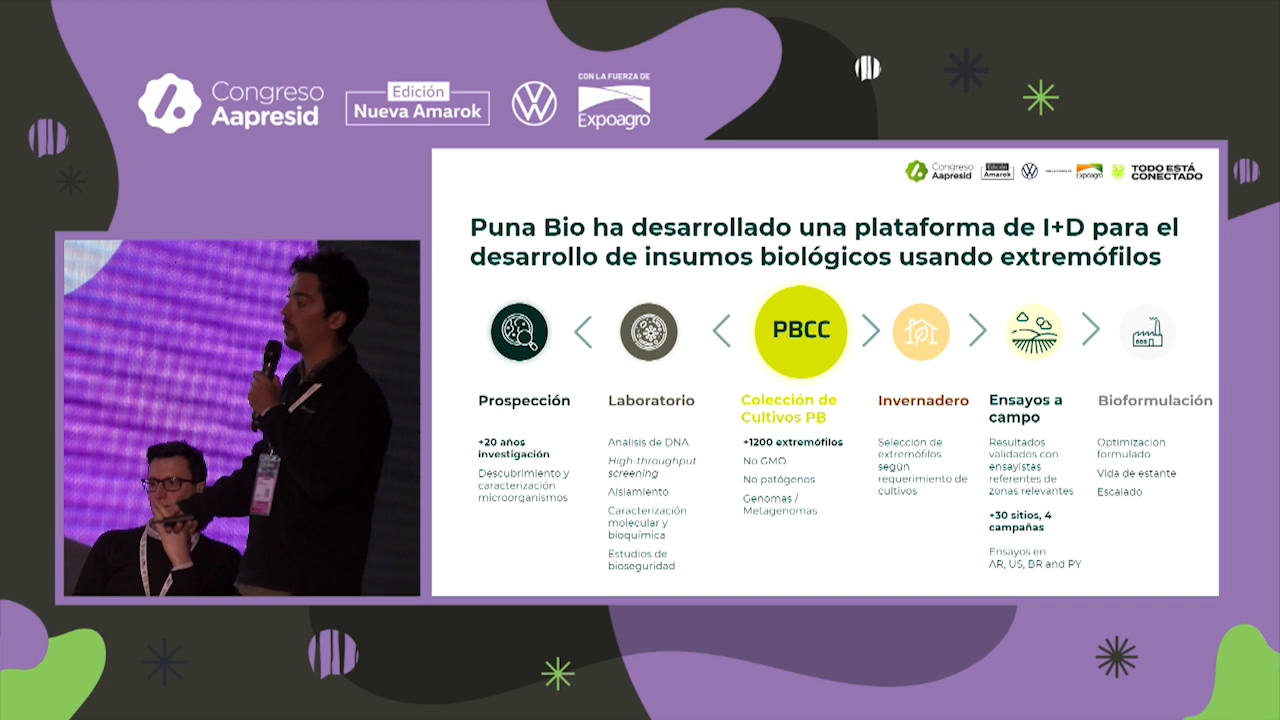 Congreso
Aapresid
Edición
Nueva Amarok
CON LA FUERZA DE
Expoagro
Congreso
Aapresid
Edición
Amarok
Expoagro
TODO ESTÁ
CONECTADO
Puna Bio ha desarrollado una plataforma de I+D para el
desarrollo de insumos biológicos usando extremófilos
PBCC
Prospección
+20 años
investigación
Descubrimiento y
caracterización
microorganismos
Laboratorio
Analisis de DNA
High-throughput
screening
Aislamiento
Caracterización
molecular y
bioquímica
Estudios de
bioseguridad
Colección de
Cultivos PB
+1200 extremófilos
No GMO
No patógenos
Genomas /
Metagenomas
Invernadero
Selección de
extremófilos
según
requerimiento de
cultivos
Ensayos a
campo
Resultados
validados con
ensayistas
referentes de
zonas relevantes
+30 sitios, 4
campañas
Ensayos en
AR, US, BR and PY
Bioformulación
Optimización
formulado
Vida de estante
Escalado